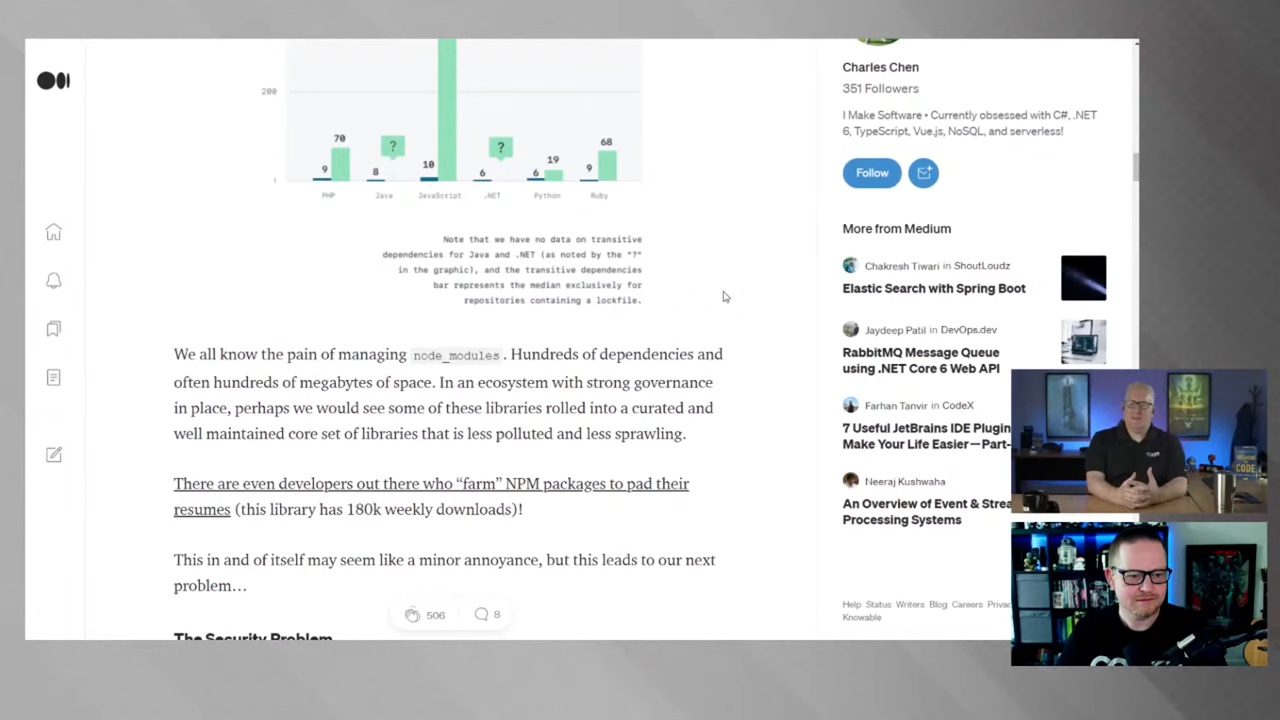 200
70
?
?
68
9
8
10
6
6
19
9
PHP
Java
JavaScript
.NET
Python
Ruby
Note that we have no data on transitive
dependencies for Java and .NET (as noted by the "?"
in the graphic), and the transitive dependencies
bar represents the median exclusively for
repositories containing a lockfile.
We all know the pain of managing node_modules. Hundreds of dependencies and
often hundreds of megabytes of space. In an ecosystem with strong governance
in place, perhaps we would see some of these libraries rolled into a curated and
well maintained core set of libraries that is less polluted and less sprawling.
There are even developers out there who “farm” NPM packages to pad their
resumes (this library has 180k weekly downloads)!
This in and of itself may seem like a minor annoyance, but this leads to our next
problem…
506
8
The Security Problem
Charles Chen
351 Followers
I Make Software • Currently obsessed with C#, .NET
6, TypeScript, Vue.js, NoSQL, and serverless!
Follow
More from Medium
Chakresh Tiwari in ShoutLoudz
Elastic Search with Spring Boot
Jaydeep Patil in DevOps.dev
RabbitMQ Message Queue
using .NET Core 6 Web API
Farhan Tanvir in CodeX
7 Useful JetBrains IDE Plugin
Make Your Life Easier—Part-
Neeraj Kushwaha
An Overview of Event & Strea
Processing Systems
Help Status Writers Blog Careers Privac
Knowable
CODE